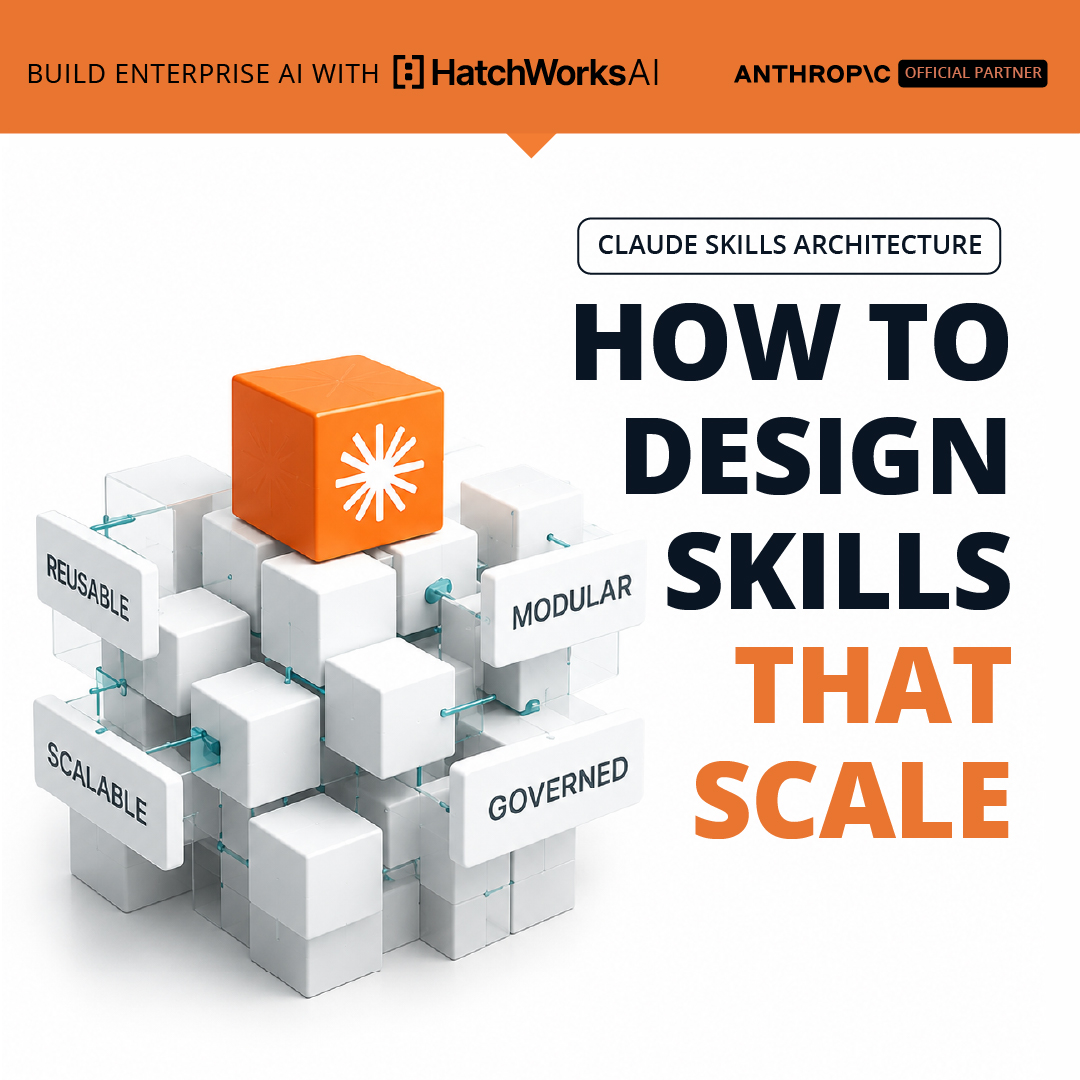 BUILD ENTERPRISE AI WITH HatchWorksAI
ANTHROP\C OFFICIAL PARTNER
CLAUDE SKILLS ARCHITECTURE
HOW TO
DESIGN
SKILLS
THAT
SCALE
REUSABLE
MODULAR
SCALABLE
GOVERNED